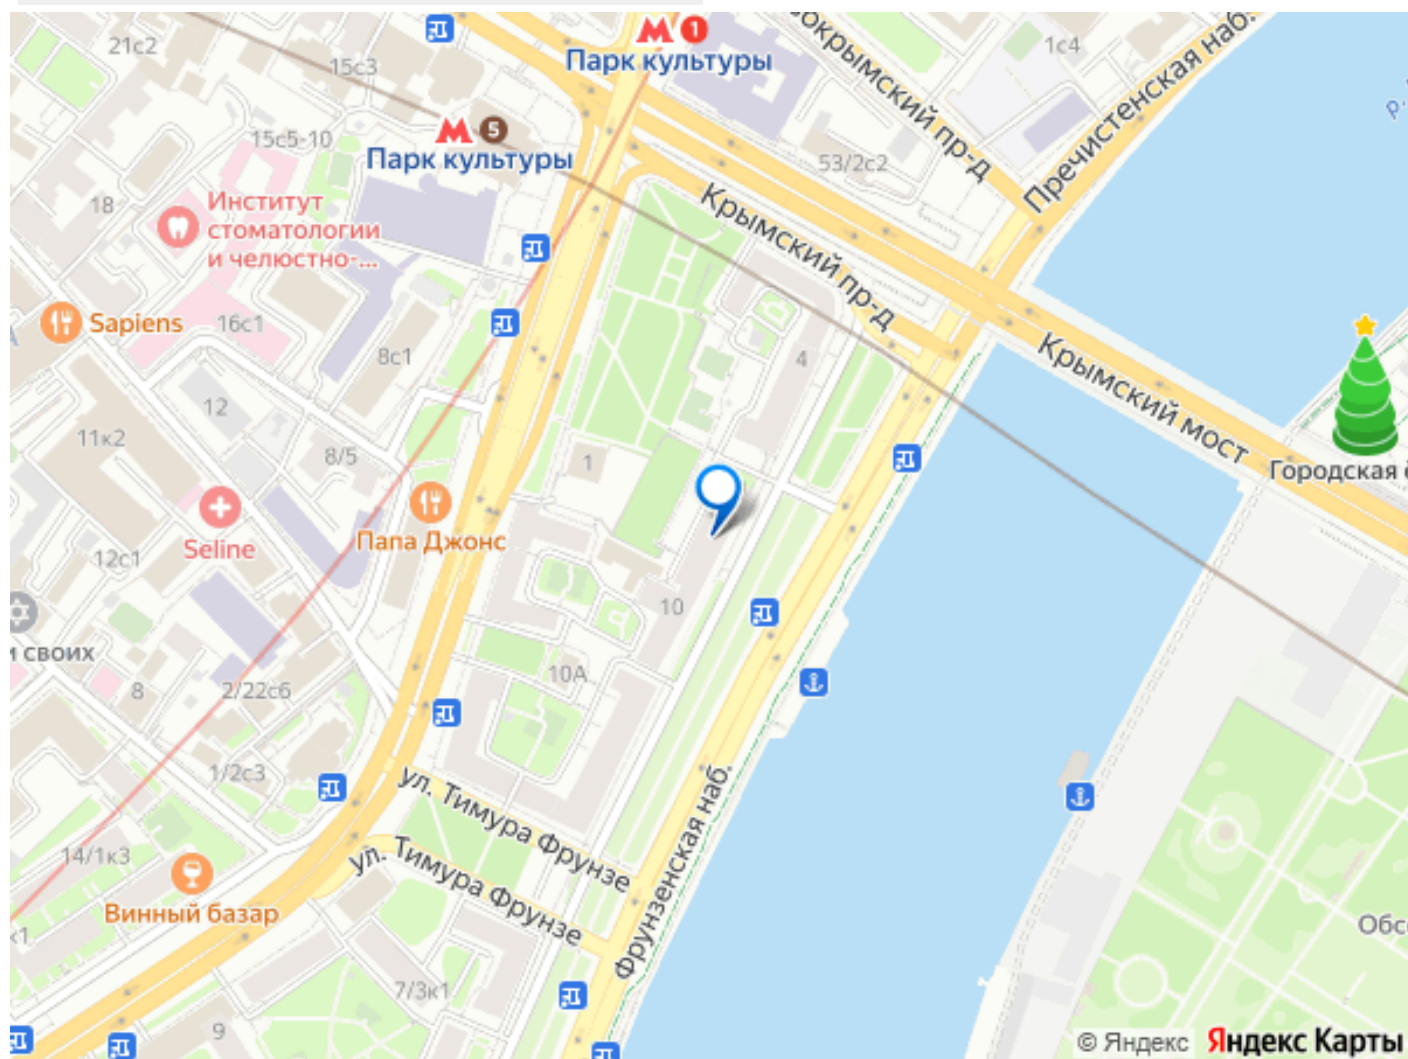 21с2
15с3
М 1
Парк культуры
1с4
Пречистенская наб.
15с5-10
М 5
Парк культуры
53/2с2
18
Институт
стоматологии
и челюстно-...
Крымский пр-д
Sapiens
16с1
8с1
4
Крымский мост
12
11к2
8/5
1
Городская
Seline
Папа Джонс
12с1
10
своих
8
2/22с6
10А
1/2с3
ул. Тимура Фрунзе
ул. Тимура Фрунзе
Фрунзенская наб.
14/1к3
Винный базар
7/3к1
9
© Яндекс Яндекс Карты